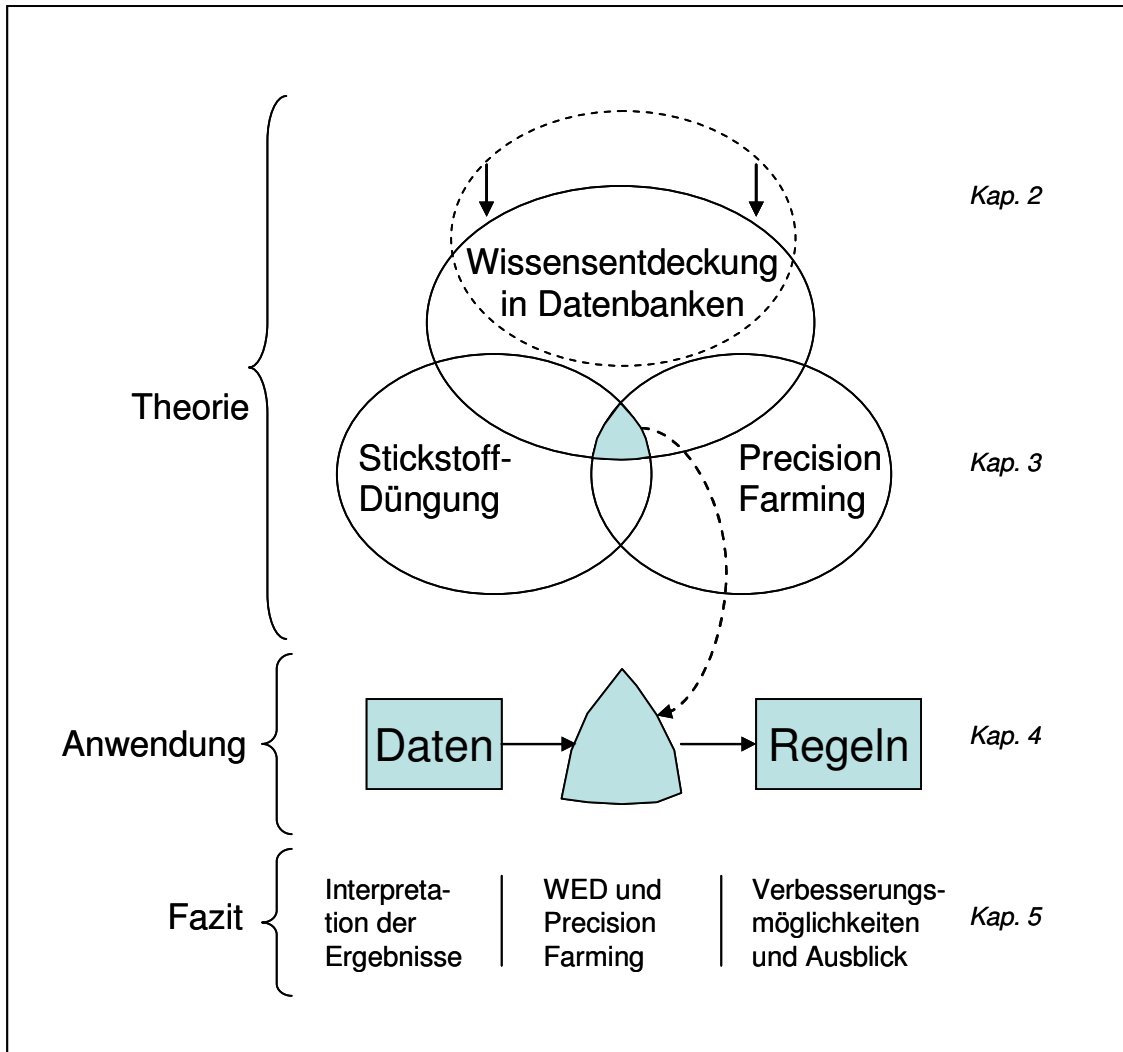 Kap. 2
Wissensentdeckung
in Datenbanken
Theorie
Stickstoff-
Düngung
Precision
Farming
Kap. 3
Anwendung
Daten
Regeln
Kap. 4
Fazit
Interpreta-
tion der
Ergebnisse
WED und
Precision
Farming
Verbesserungs-
möglichkeiten
und Ausblick
Kap. 5